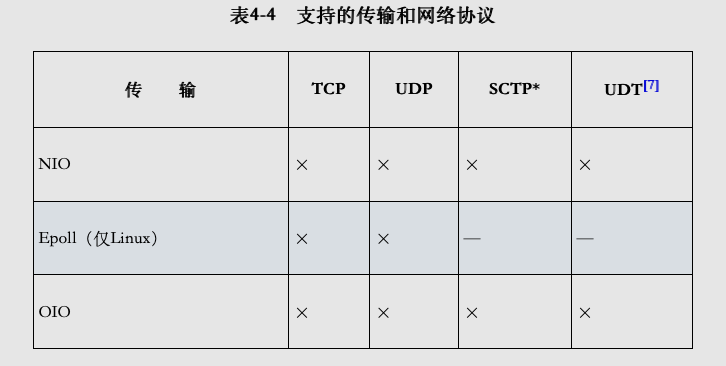 表4-4 支持的传输和网络协议
传 输 TCP UDP SCTP* UDT[7]
NIO × × × ×
Epoll（仅Linux） × × — —
OIO × × × ×